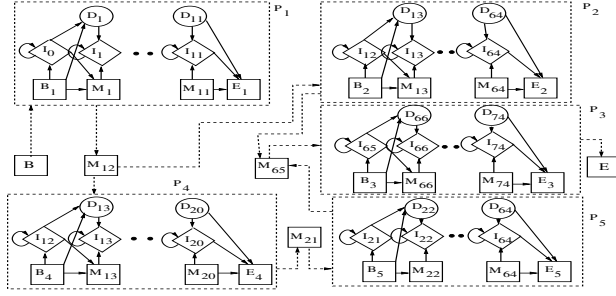 D1 D11 P1
I0 I1 I11
B1 M1 M11 E1
D13 D64 P2
I12 I13 I64
B2 M13 M64 E2
B M12 M65 E
D66 D74 P3
I65 I66 I74
B3 M66 M74 E3
P4
D13 D20
I12 I13 I20
B4 M13 M20 E4
M21
D22 D64 P5
I21 I22 I64
B5 M22 M64 E5